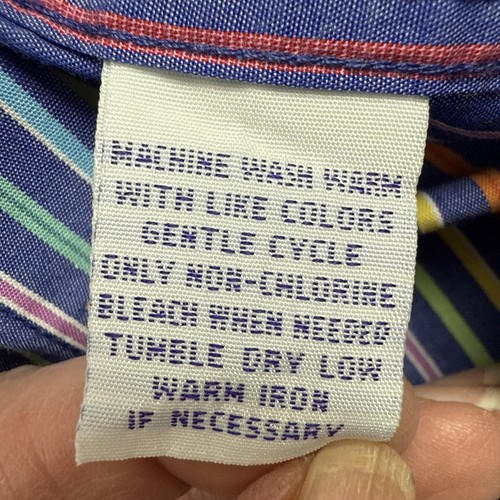 MACHINE WASH WARM
WITH LIKE COLORS
GENTLE CYCLE
ONLY NON-CHLORINE
BLEACH WHEN NEEDED
TUMBLE DRY LOW
WARM IRON
IF NECESSARY